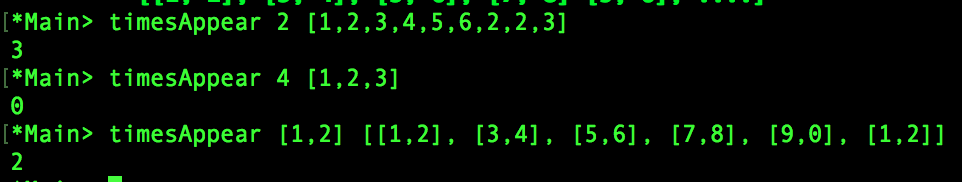 [*Main> timesAppear 2 [1,2,3,4,5,6,2,2,3]
3
[*Main> timesAppear 4 [1,2,3]
0
[*Main> timesAppear [1,2] [[1,2], [3,4], [5,6], [7,8], [9,0], [1,2]]
2